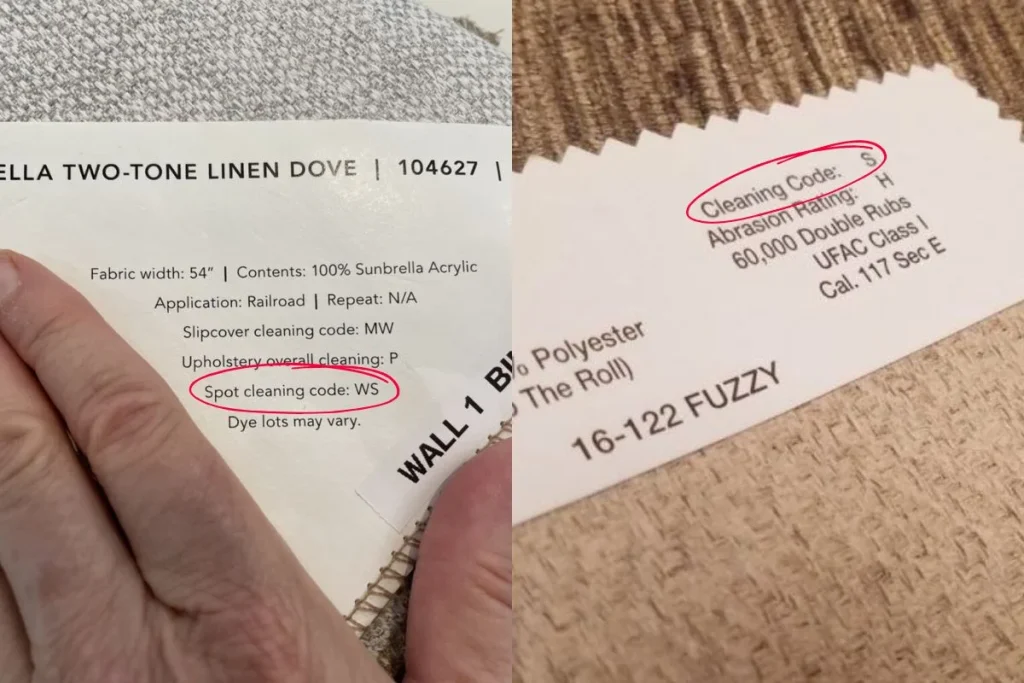 ELLA TWO-TONE LINEN DOVE | 104627 |
Fabric width: 54" | Contents: 100% Sunbrella Acrylic
Application: Railroad | Repeat: N/A
Slipcover cleaning code: MW
Upholstery overall cleaning: P
Spot cleaning code: WS
Dye lots may vary.
WALL 1 BI
Cleaning Code: S
Abrasion Rating: H
60,000 Double Rubs
UFAC Class I
Cal. 117 Sec E
% Polyester
The Roll)
16-122 FUZZY